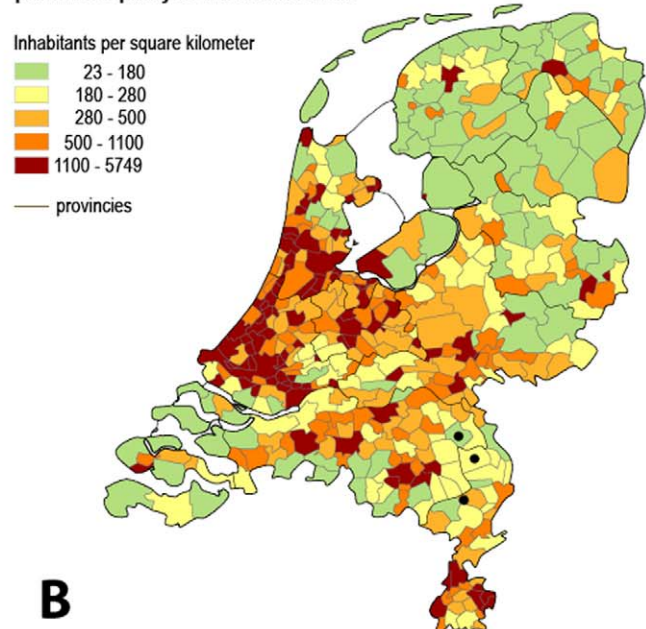 Inhabitants per square kilometer
23 - 180
180 - 280
280 - 500
500 - 1100
1100 - 5749
provincies
B